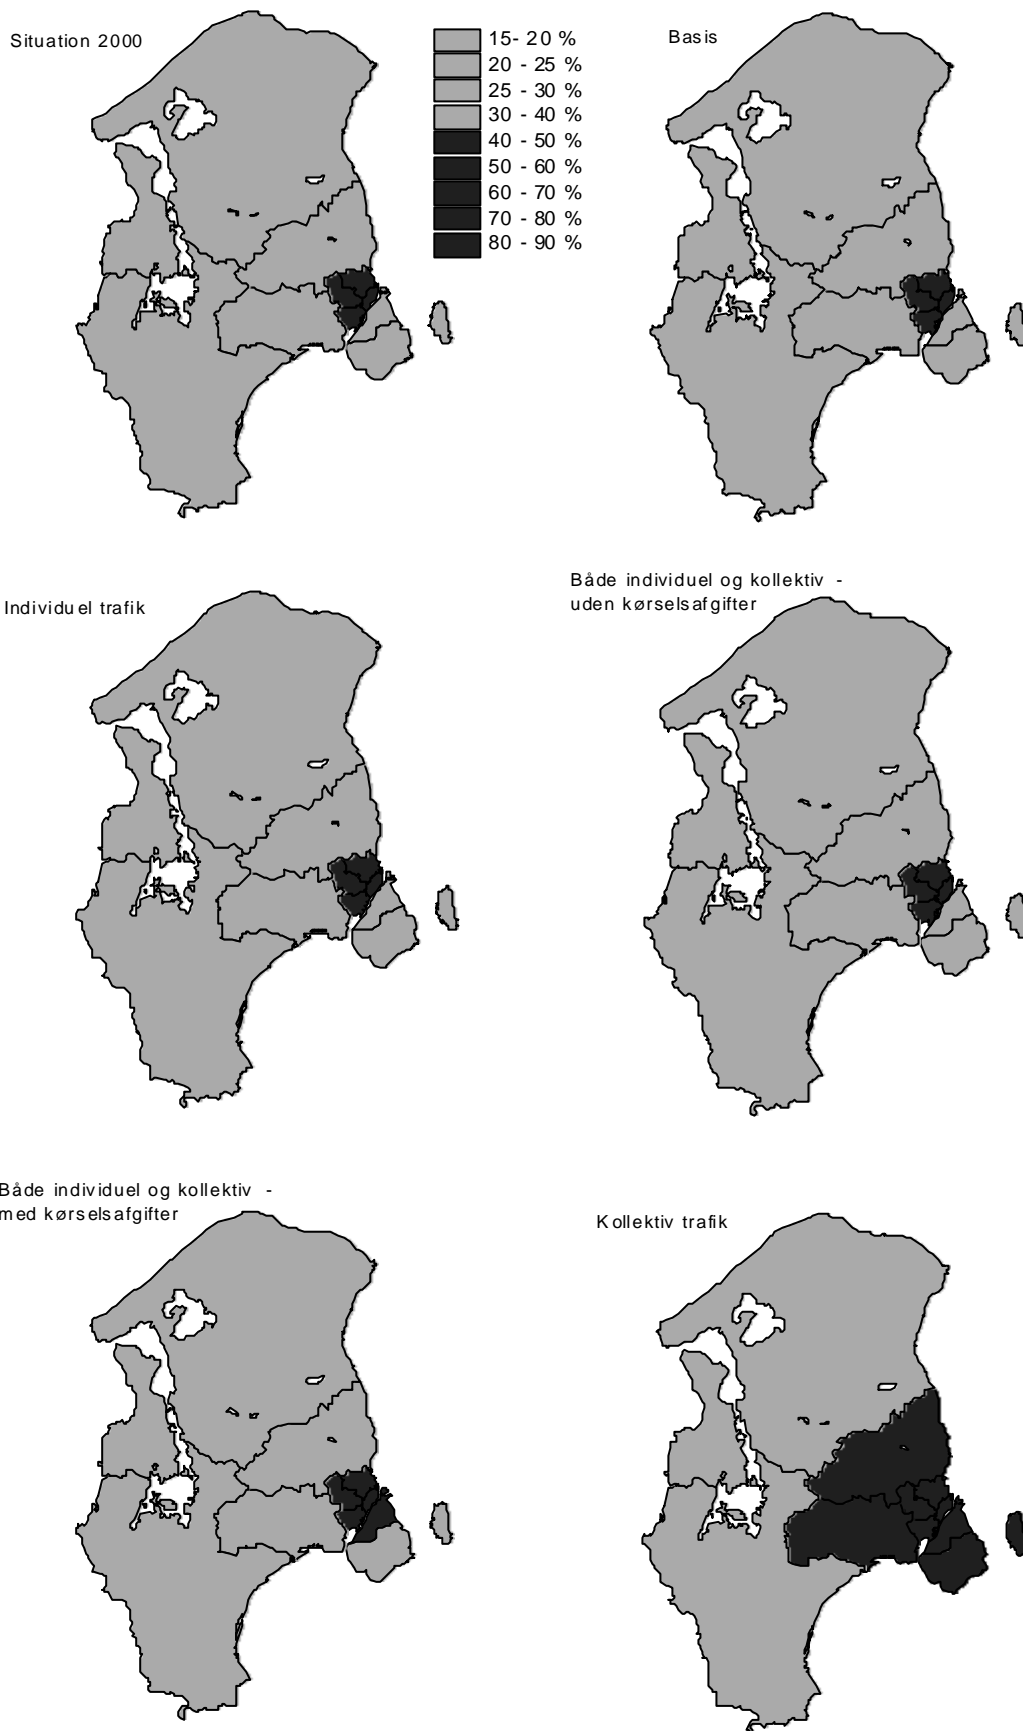 Situation 2000
15- 20 %
20 - 25 %
25 - 30 %
30 - 40 %
40 - 50 %
50 - 60 %
60 - 70 %
70 - 80 %
80 - 90 %
Basis
Individuel trafik
Både individuel og kollektiv -
uden kørselsafgifter
Både individuel og kollektiv -
med kørselsafgifter
Kollektiv trafik